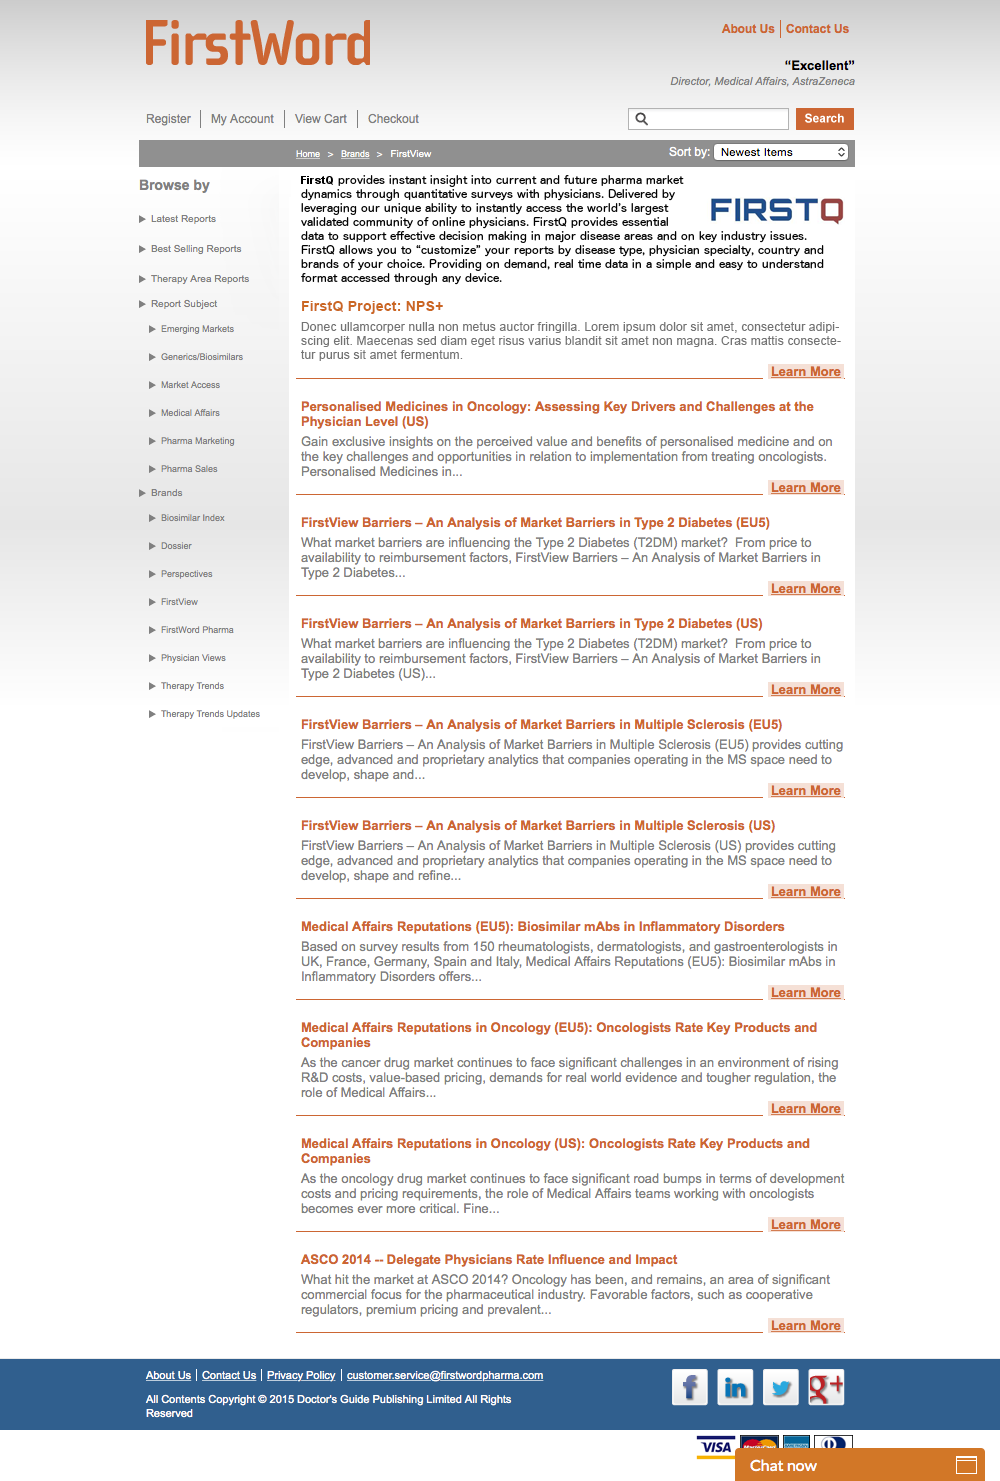 FirstWord
About Us
Contact Us
“Excellent”
Director, Medical Affairs, AstraZeneca
Register
My Account
View Cart
Checkout
Search
Home > Brands > FirstView
Sort by: Newest Items
Browse by
Latest Reports
Best Selling Reports
Therapy Area Reports
Report Subject
Emerging Markets
Generics/Biosimilars
Market Access
Medical Affairs
Pharma Marketing
Pharma Sales
Brands
Biosimilar Index
Dossier
Perspectives
FirstView
FirstWord Pharma
Physician Views
Therapy Trends
Therapy Trends Updates
FirstQ provides instant insight into current and future pharma market
dynamics through quantitative surveys with physicians. Delivered by
leveraging our unique ability to instantly access the world's largest
validated community of online physicians. FirstQ provides essential
data to support effective decision making in major disease areas and on key industry issues.
FirstQ allows you to “customize” your reports by disease type, physician specialty, country and
brands of your choice. Providing on demand, real time data in a simple and easy to understand
format accessed through any device.
FIRSTQ
FirstQ Project: NPS+
Donec ullamcorper nulla non metus auctor fringilla. Lorem ipsum dolor sit amet, consectetur adipi-
scing elit. Maecenas sed diam eget risus varius blandit sit amet non magna. Cras mattis consecte-
tur purus sit amet fermentum.
Learn More
Personalised Medicines in Oncology: Assessing Key Drivers and Challenges at the
Physician Level (US)
Gain exclusive insights on the perceived value and benefits of personalised medicine and on
the key challenges and opportunities in relation to implementation from treating oncologists.
Personalised Medicines in...
Learn More
FirstView Barriers – An Analysis of Market Barriers in Type 2 Diabetes (EU5)
What market barriers are influencing the Type 2 Diabetes (T2DM) market? From price to
availability to reimbursement factors, FirstView Barriers – An Analysis of Market Barriers in
Type 2 Diabetes...
Learn More
FirstView Barriers – An Analysis of Market Barriers in Type 2 Diabetes (US)
What market barriers are influencing the Type 2 Diabetes (T2DM) market? From price to
availability to reimbursement factors, FirstView Barriers – An Analysis of Market Barriers in
Type 2 Diabetes (US)...
Learn More
FirstView Barriers – An Analysis of Market Barriers in Multiple Sclerosis (EU5)
FirstView Barriers – An Analysis of Market Barriers in Multiple Sclerosis (EU5) provides cutting
edge, advanced and proprietary analytics that companies operating in the MS space need to
develop, shape and...
Learn More
FirstView Barriers – An Analysis of Market Barriers in Multiple Sclerosis (US)
FirstView Barriers – An Analysis of Market Barriers in Multiple Sclerosis (US) provides cutting
edge, advanced and proprietary analytics that companies operating in the MS space need to
develop, shape and refine...
Learn More
Medical Affairs Reputations (EU5): Biosimilar mAbs in Inflammatory Disorders
Based on survey results from 150 rheumatologists, dermatologists, and gastroenterologists in
UK, France, Germany, Spain and Italy, Medical Affairs Reputations (EU5): Biosimilar mAbs in
Inflammatory Disorders offers...
Learn More
Medical Affairs Reputations in Oncology (EU5): Oncologists Rate Key Products and
Companies
As the cancer drug market continues to face significant challenges in an environment of rising
R&D costs, value-based pricing, demands for real world evidence and tougher regulation, the
role of Medical Affairs...
Learn More
Medical Affairs Reputations in Oncology (US): Oncologists Rate Key Products and
Companies
As the oncology drug market continues to face significant road bumps in terms of development
costs and pricing requirements, the role of Medical Affairs teams working with oncologists
becomes ever more critical. Fine...
Learn More
ASCO 2014 -- Delegate Physicians Rate Influence and Impact
What hit the market at ASCO 2014? Oncology has been, and remains, an area of significant
commercial focus for the pharmaceutical industry. Favorable factors, such as cooperative
regulators, premium pricing and prevalent...
Learn More
About Us
Contact Us
Privacy Policy
customer.service@firstwordpharma.com
All Contents Copyright © 2015 Doctor's Guide Publishing Limited All Rights
Reserved
f
in
g+
VISA
Chat now